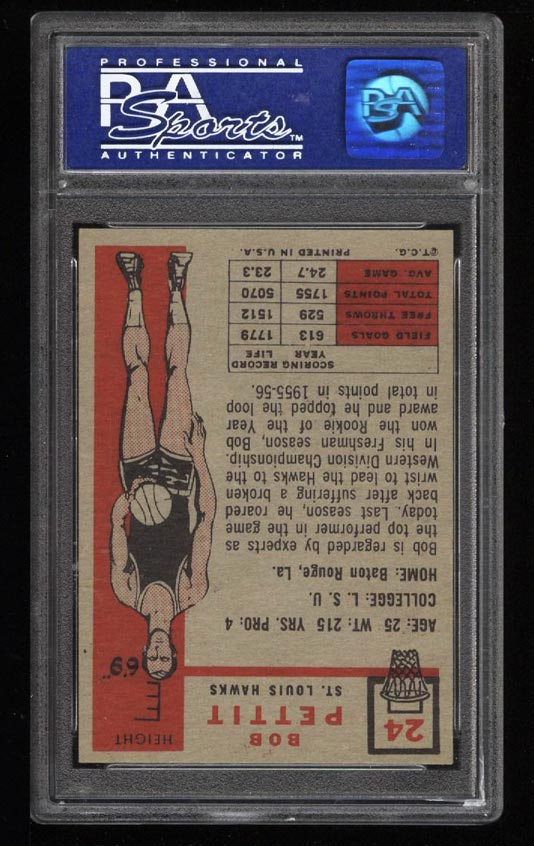 PROFESSIONAL
PSA
Sports™
AUTHENTICATOR
PSA
24
BOB
PETTIT
ST. LOUIS HAWKS
HEIGHT
6'9"
AGE: 25 WT: 215 YRS. PRO: 4
COLLEGGE: L. S. U.
HOME: Baton Rouge, La.
Bob is regarded by experts as
the top performer in the game
today. Last season, he roared
back after suffering a broken
wrist to lead the Hawks to the
Western Division Championship.
In his Freshman season, Bob,
won the Rookie of the Year
award and he topped the loop
in total points in 1955-56.
SCORING RECORD YEAR LIFE
FIELD GOALS 613 1779
FREE THROWS 529 1512
TOTAL POINTS 1755 5070
AVG. GAME 24.7 23.3
©T.C.G. PRINTED IN U.S.A.